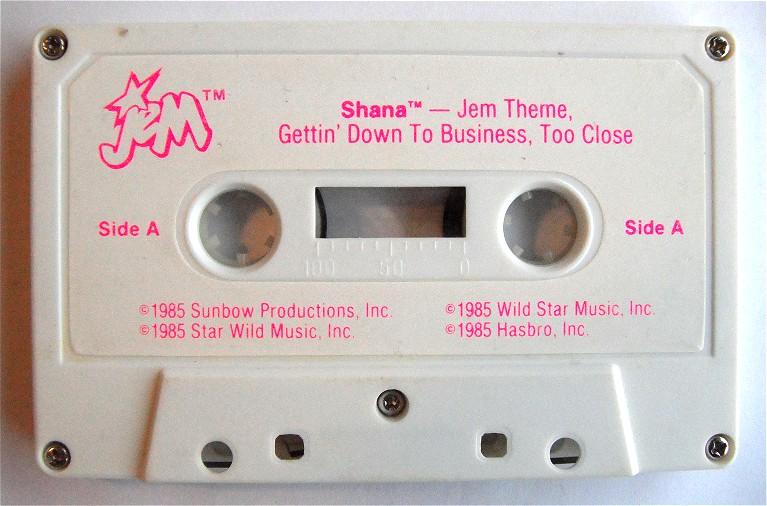 JEM™
Shana™ — Jem Theme,
Gettin' Down To Business, Too Close
Side A
Side A
100 50 0
©1985 Sunbow Productions, Inc.
©1985 Star Wild Music, Inc.
©1985 Wild Star Music, Inc.
©1985 Hasbro, Inc.